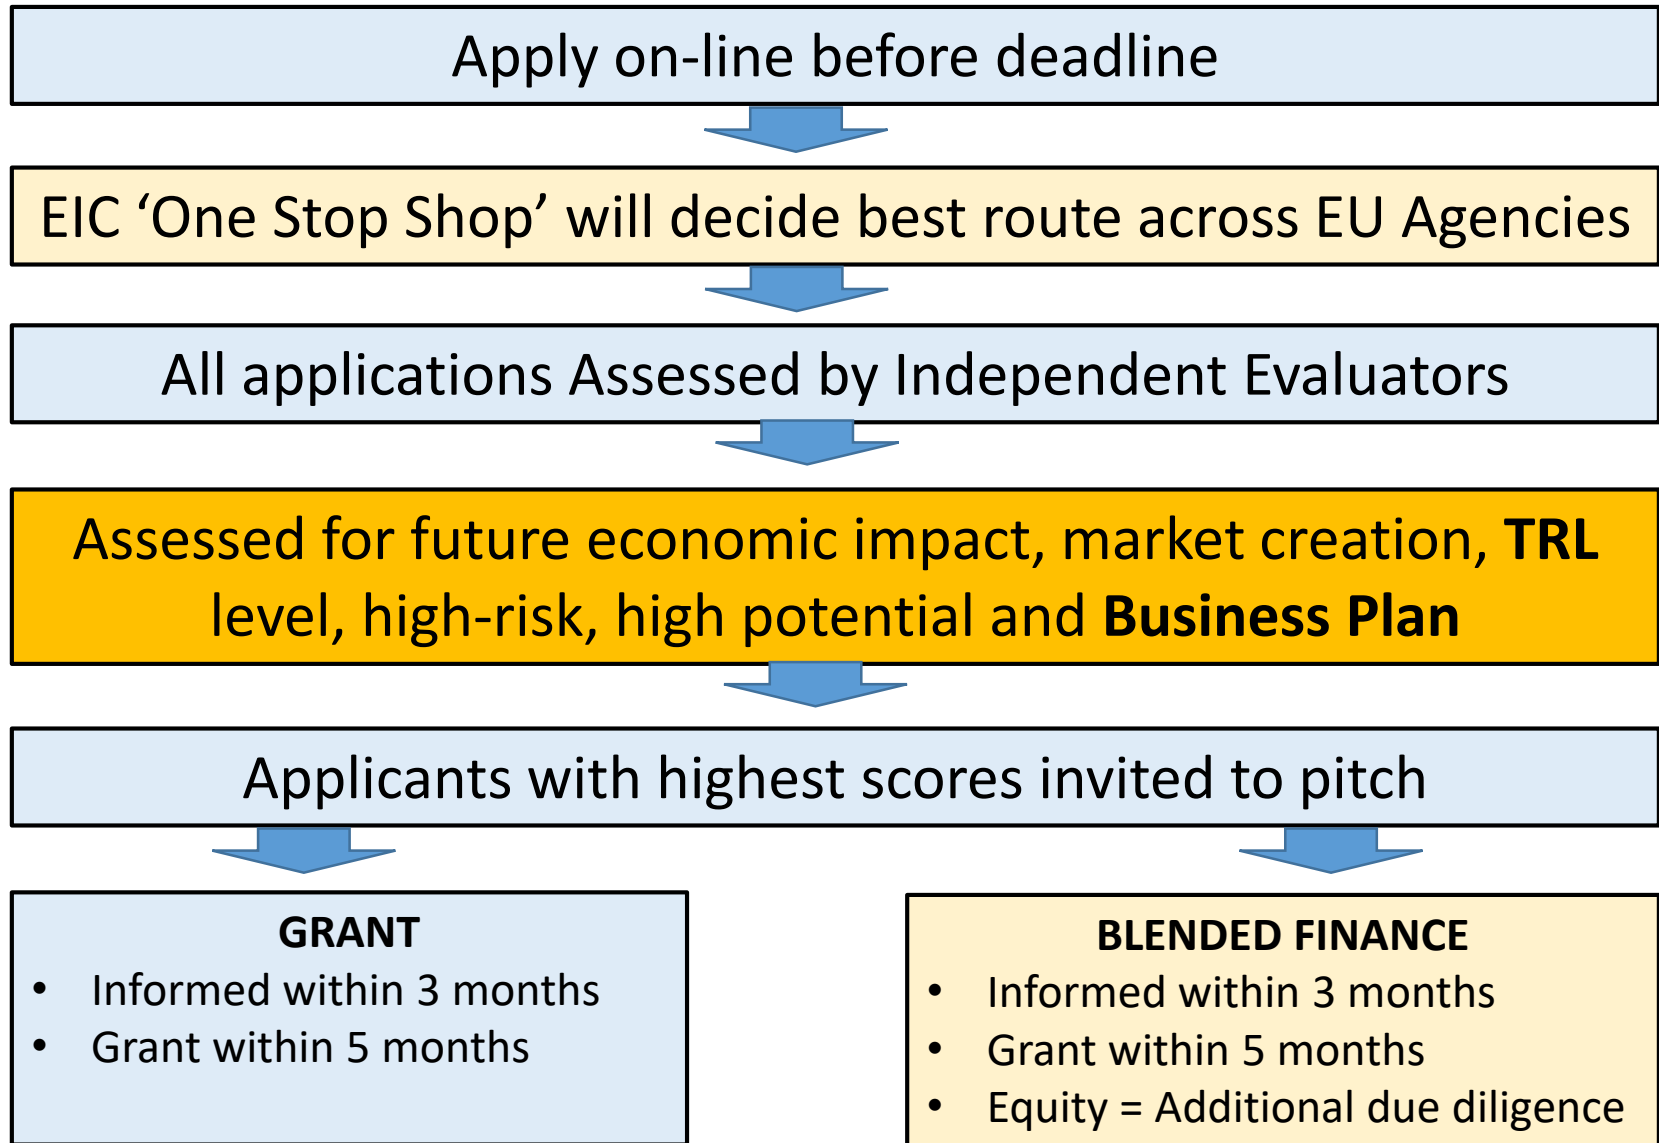 Apply on-line before deadline
EIC ‘One Stop Shop’ will decide best route across EU Agencies
All applications Assessed by Independent Evaluators
Assessed for future economic impact, market creation, TRL
level, high-risk, high potential and Business Plan
Applicants with highest scores invited to pitch
GRANT
• Informed within 3 months
• Grant within 5 months
BLENDED FINANCE
• Informed within 3 months
• Grant within 5 months
• Equity = Additional due diligence